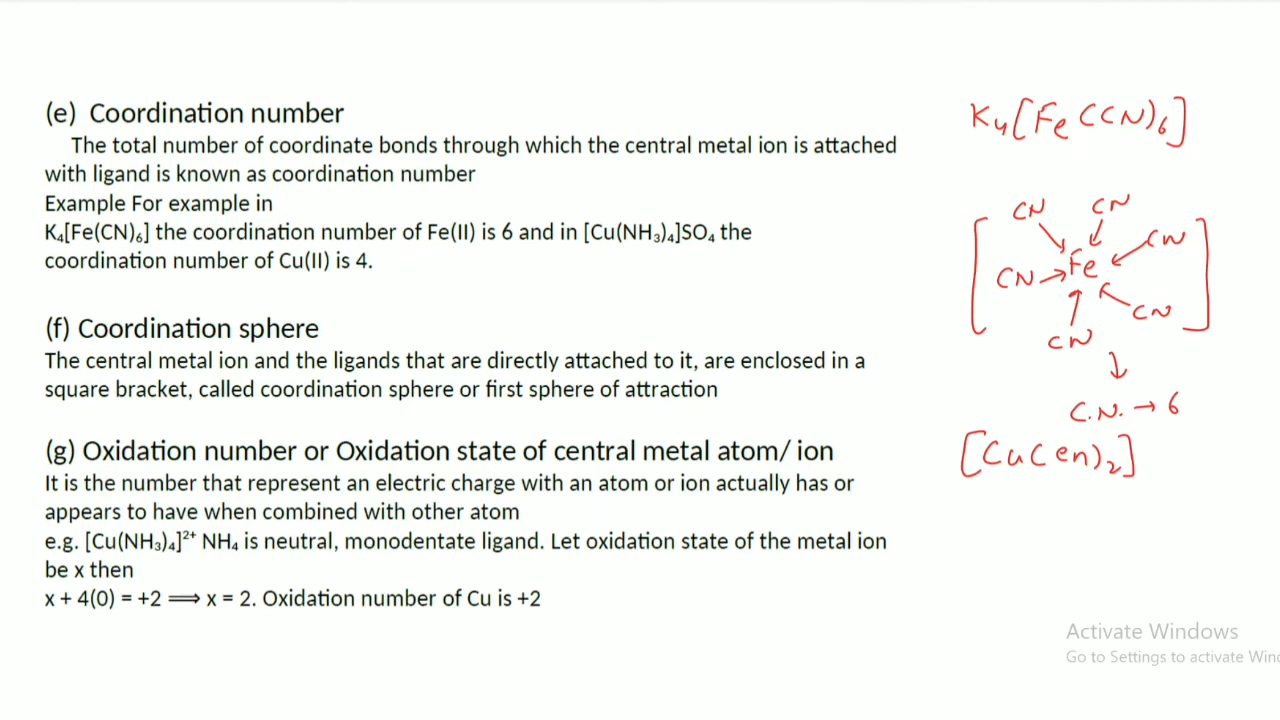 (e) Coordination number
The total number of coordinate bonds through which the central metal ion is attached
with ligand is known as coordination number
Example For example in
K₄[Fe(CN)₆] the coordination number of Fe(II) is 6 and in [Cu(NH₃)₄]SO₄ the
coordination number of Cu(II) is 4.
(f) Coordination sphere
The central metal ion and the ligands that are directly attached to it, are enclosed in a
square bracket, called coordination sphere or first sphere of attraction
(g) Oxidation number or Oxidation state of central metal atom/ ion
It is the number that represent an electric charge with an atom or ion actually has or
appears to have when combined with other atom
e.g. [Cu(NH₃)₄]²⁺ NH₄ is neutral, monodentate ligand. Let oxidation state of the metal ion
be x then
x + 4(0) = +2 ⟹ x = 2. Oxidation number of Cu is +2
K₄[Fe(CN)₆]
CN CN
CN
CN → Fe
CN
CN
↓
C.N. → 6
[Cu(en)₂]
Activate Windows
Go to Settings to activate Win